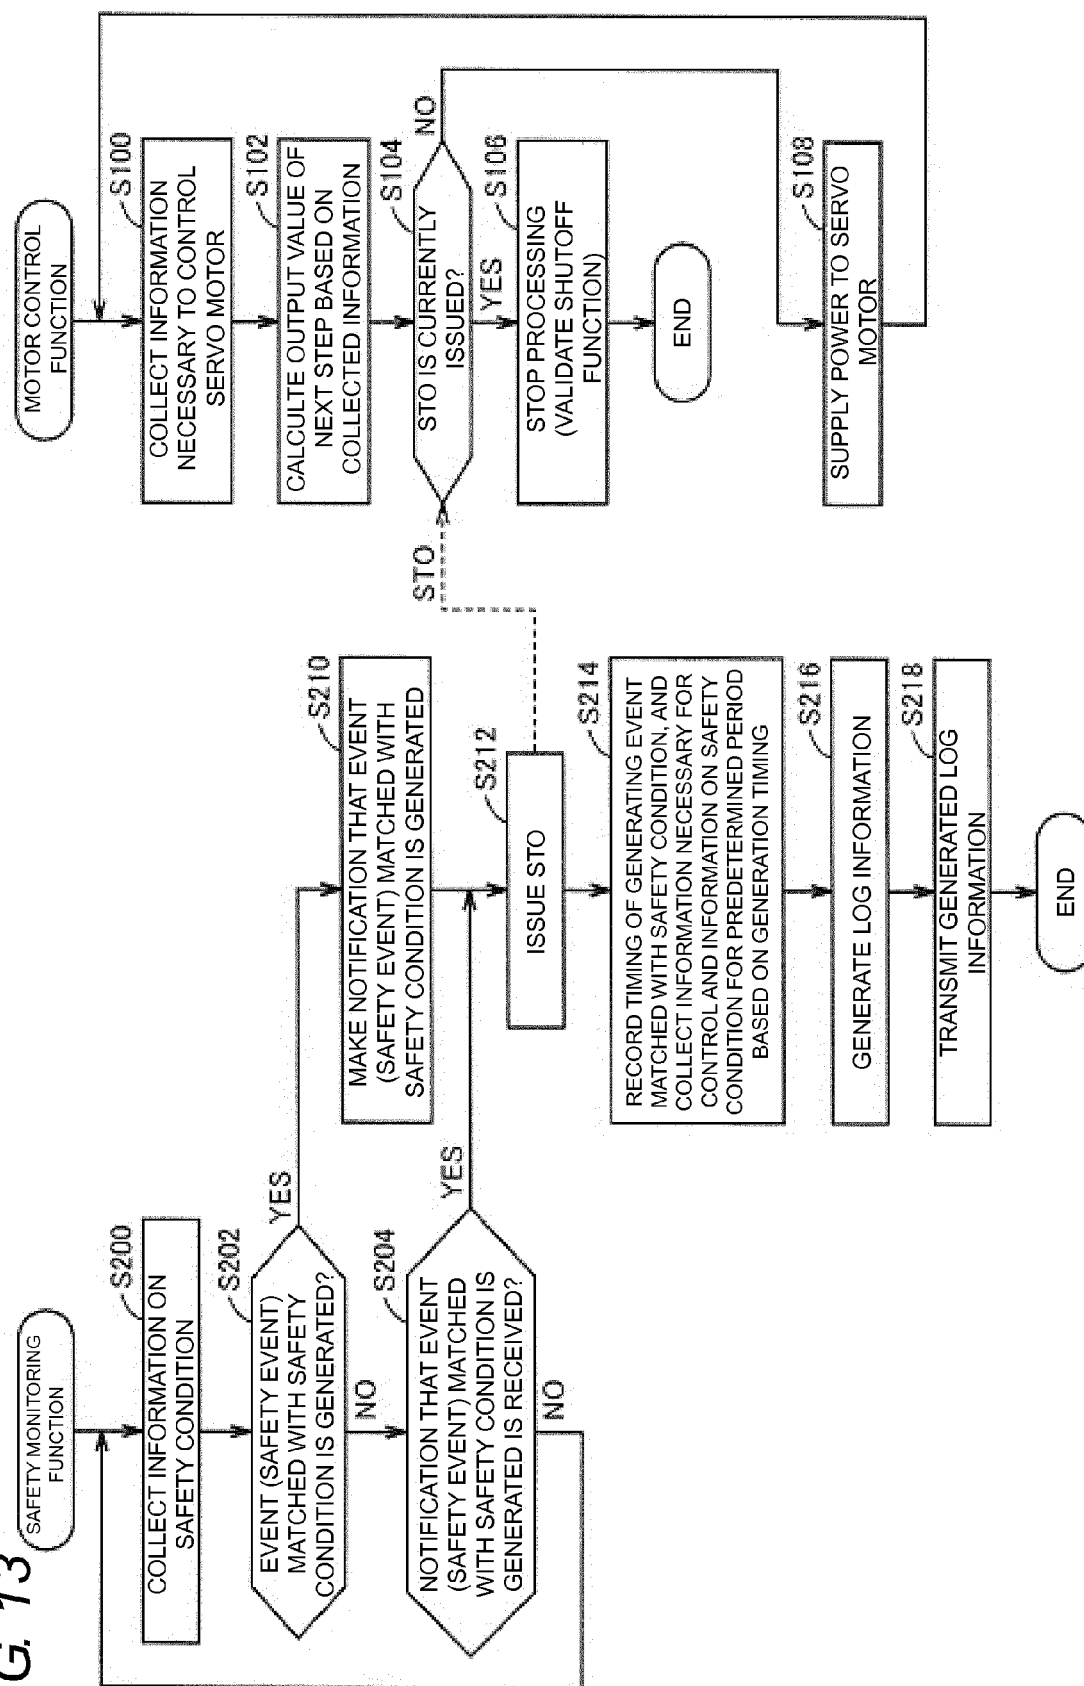 G. 13
SAFETY MONITORING
FUNCTION
S200
COLLECT INFORMATION ON
SAFETY CONDITION
S202
EVENT (SAFETY EVENT)
MATCHED WITH SAFETY
CONDITION IS GENERATED?
YES
NO
S204
NOTIFICATION THAT EVENT
(SAFETY EVENT) MATCHED
WITH SAFETY CONDITION IS
GENERATED IS RECEIVED?
YES
NO
S210
MAKE NOTIFICATION THAT EVENT
(SAFETY EVENT) MATCHED WITH
SAFETY CONDITION IS GENERATED
S212
ISSUE STO
STO
S214
RECORD TIMING OF GENERATING EVENT
MATCHED WITH SAFETY CONDITION, AND
COLLECT INFORMATION NECESSARY FOR
CONTROL AND INFORMATION ON SAFETY
CONDITION FOR PREDETERMINED PERIOD
BASED ON GENERATION TIMING
S216
GENERATE LOG INFORMATION
S218
TRANSMIT GENERATED LOG
INFORMATION
END
MOTOR CONTROL
FUNCTION
S100
COLLECT INFORMATION
NECESSARY TO CONTROL
SERVO MOTOR
S102
CALCULTE OUTPUT VALUE OF
NEXT STEP BASED ON
COLLECTED INFORMATION
S104
STO IS CURRENTLY
ISSUED?
NO
YES
S106
STOP PROCESSING
(VALIDATE SHUTOFF
FUNCTION)
END
S108
SUPPLY POWER TO SERVO
MOTOR